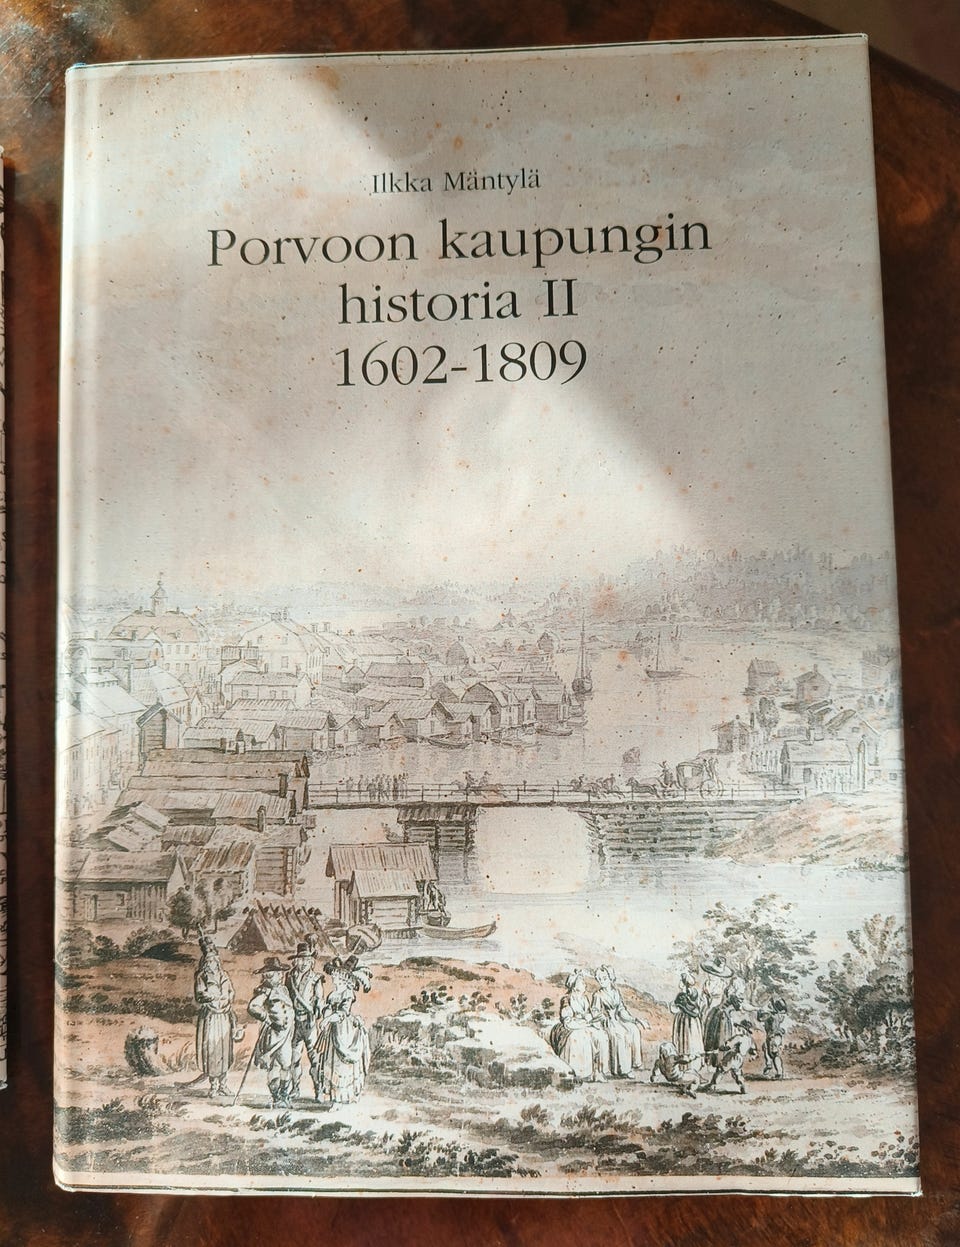 Ilkka Mäntylä
Porvoon kaupungin
historia II
1602-1809